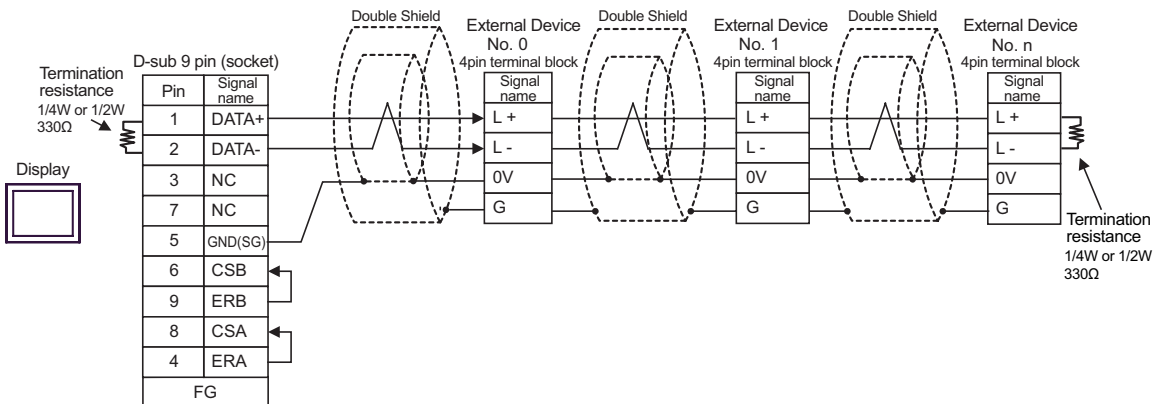 Double Shield
Double Shield
Double Shield
External Device
No. 0
4pin terminal block
External Device
No. 1
4pin terminal block
External Device
No. n
4pin terminal block
D-sub 9 pin (socket)
Termination
resistance
1/4W or 1/2W
330Ω
Display
Pin Signal name
1 DATA+
2 DATA-
3 NC
7 NC
5 GND(SG)
6 CSB
9 ERB
8 CSA
4 ERA
FG
Signal
name
L +
L -
0V
G
Signal
name
L +
L -
0V
G
Signal
name
L +
L -
0V
G
Termination
resistance
1/4W or 1/2W
330Ω